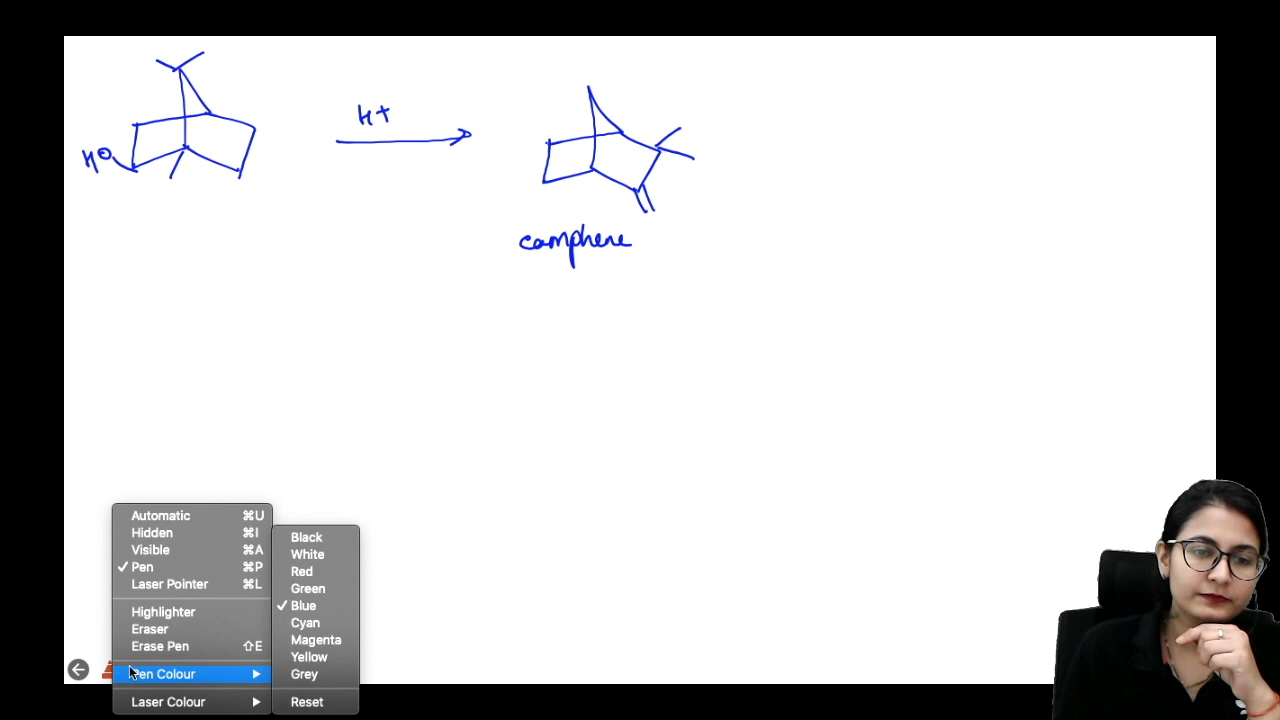 HO
H+
camphene
Automatic ⌘U
Hidden ⌘I
Visible ⌘A
✓ Pen ⌘P
Laser Pointer ⌘L
Highlighter
Eraser
Erase Pen ⇧E
Pen Colour
Laser Colour
Black
White
Red
Green
✓ Blue
Cyan
Magenta
Yellow
Grey
Reset